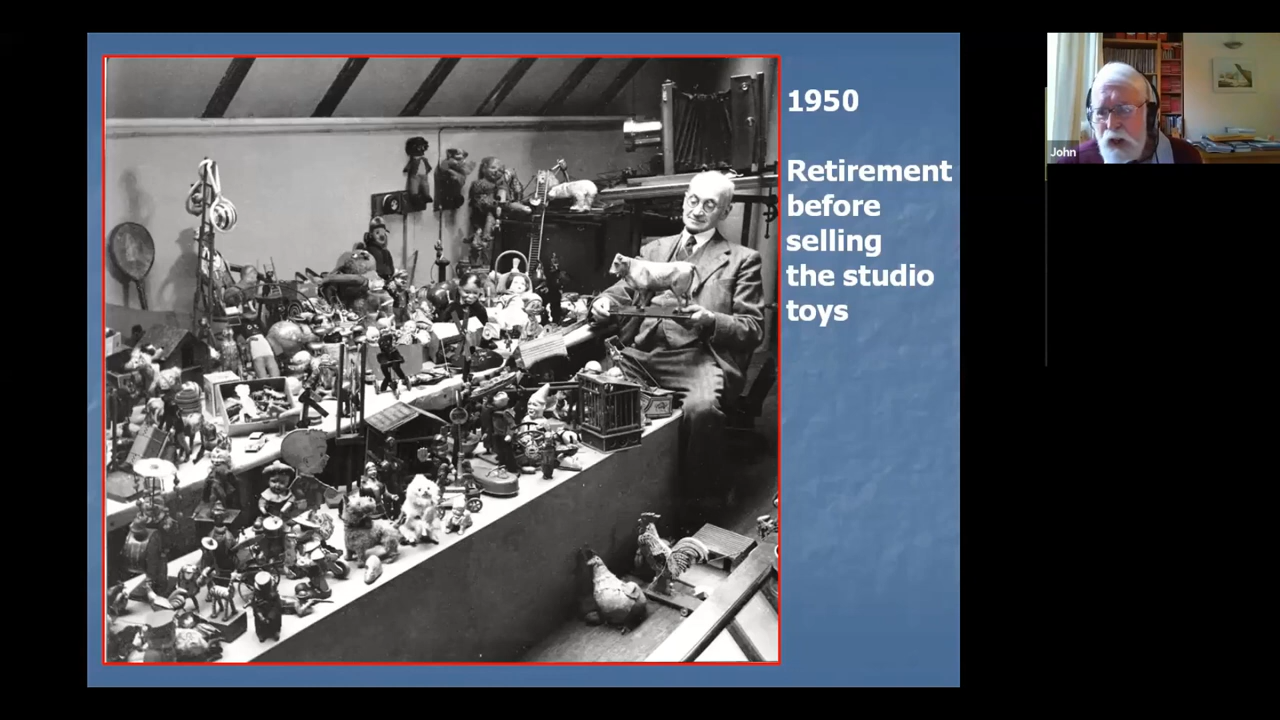 1950
Retirement
before
selling
the studio
toys
John